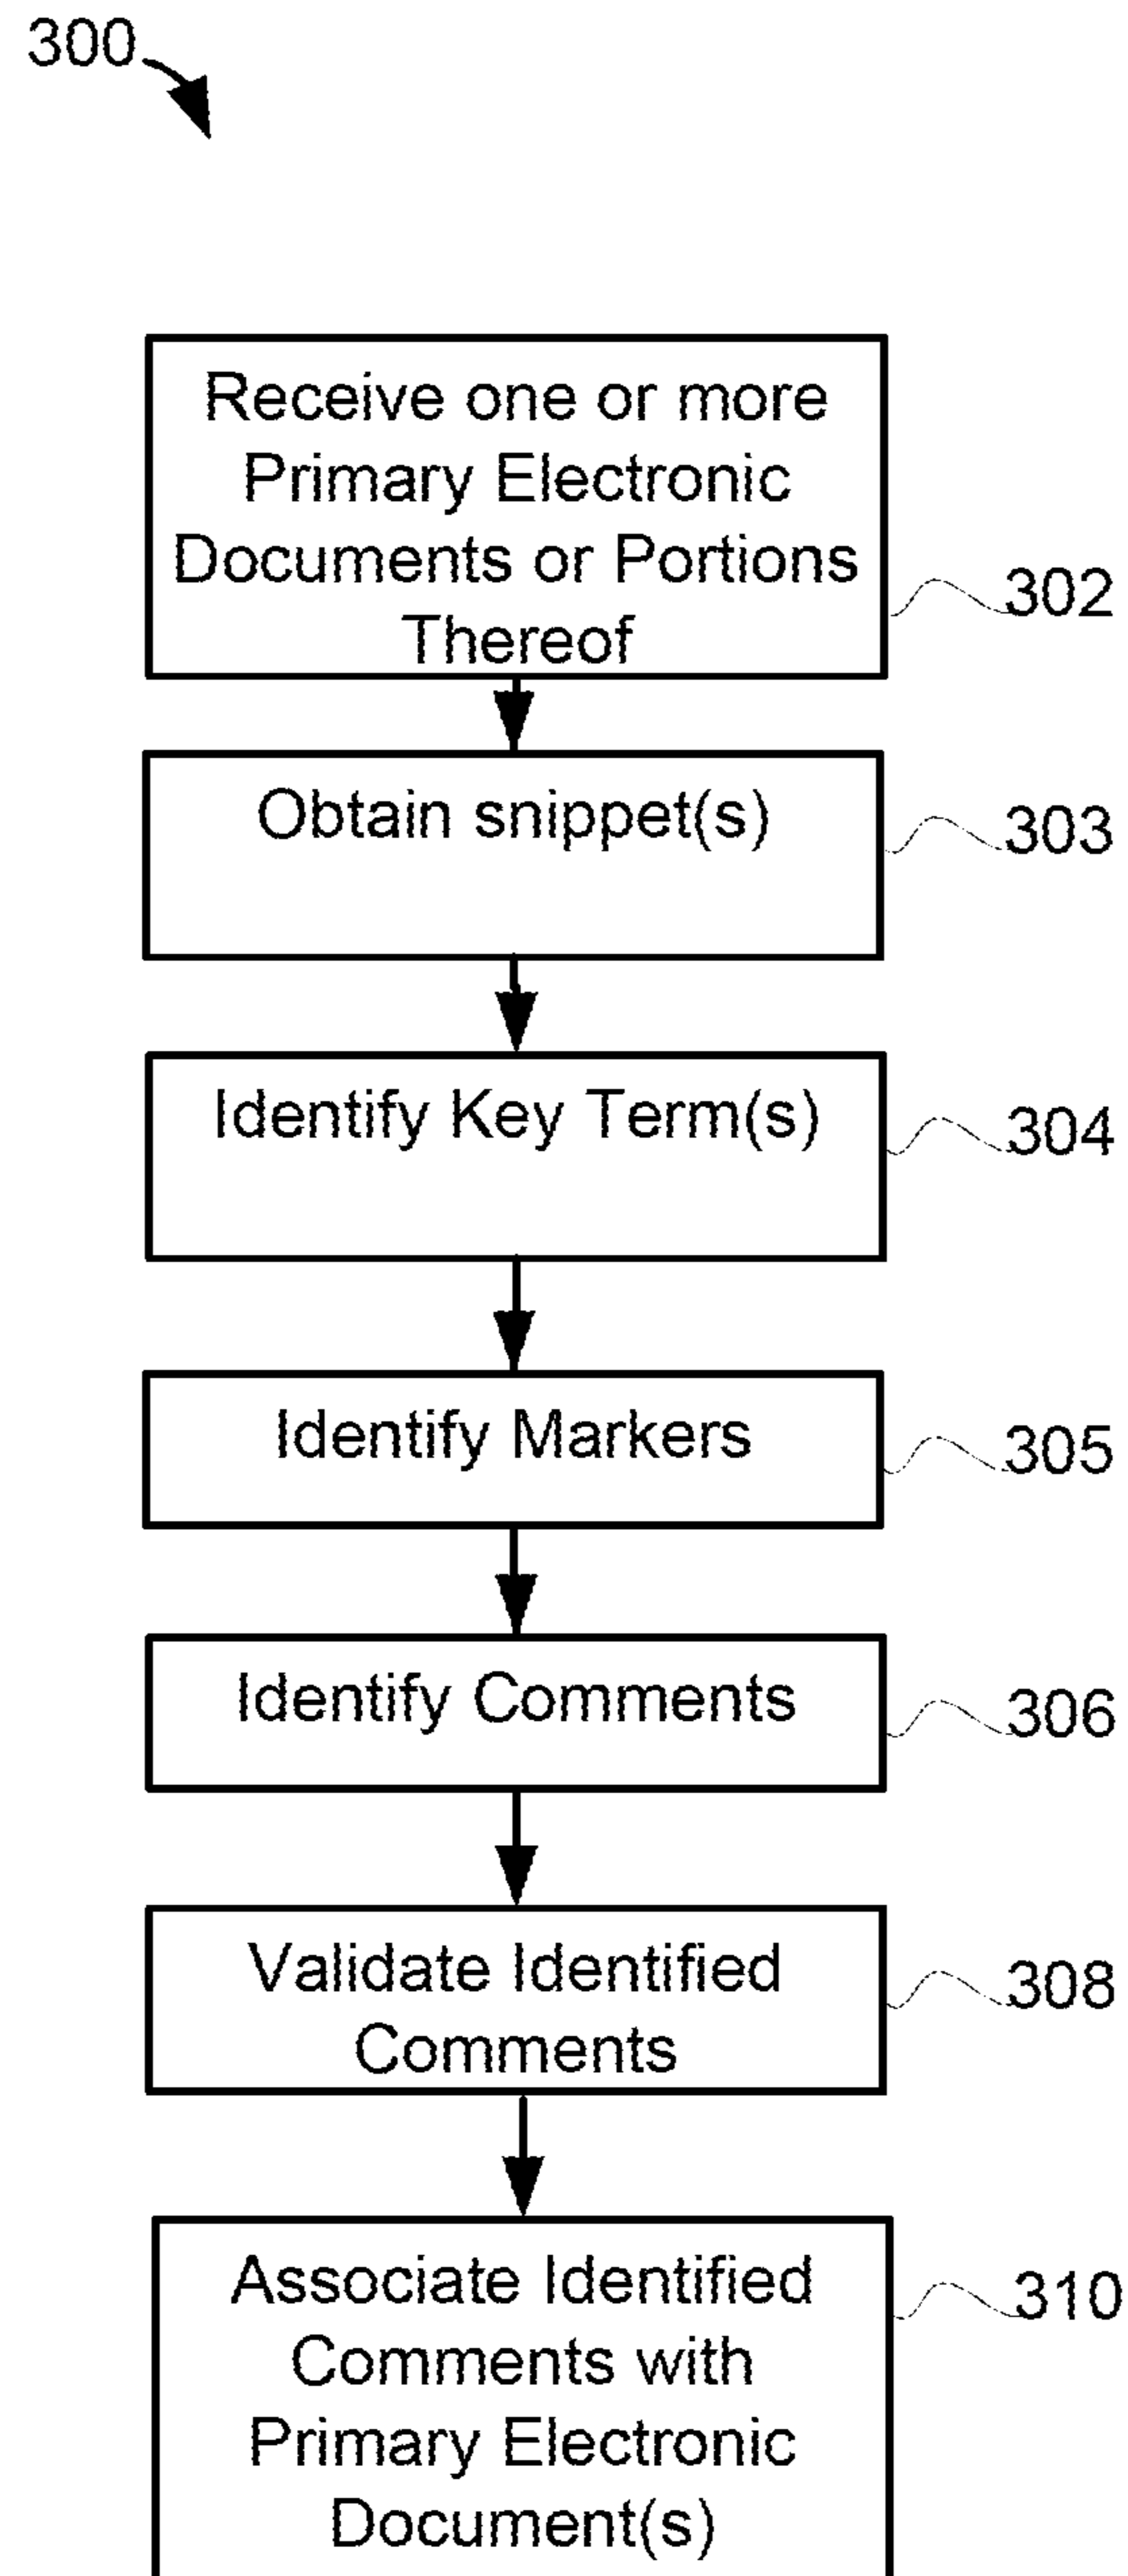 300
Receive one or more
Primary Electronic
Documents or Portions
Thereof
302
Obtain snippet(s)
303
Identify Key Term(s)
304
Identify Markers
305
Identify Comments
306
Validate Identified
Comments
308
Associate Identified
Comments with
Primary Electronic
Document(s)
310